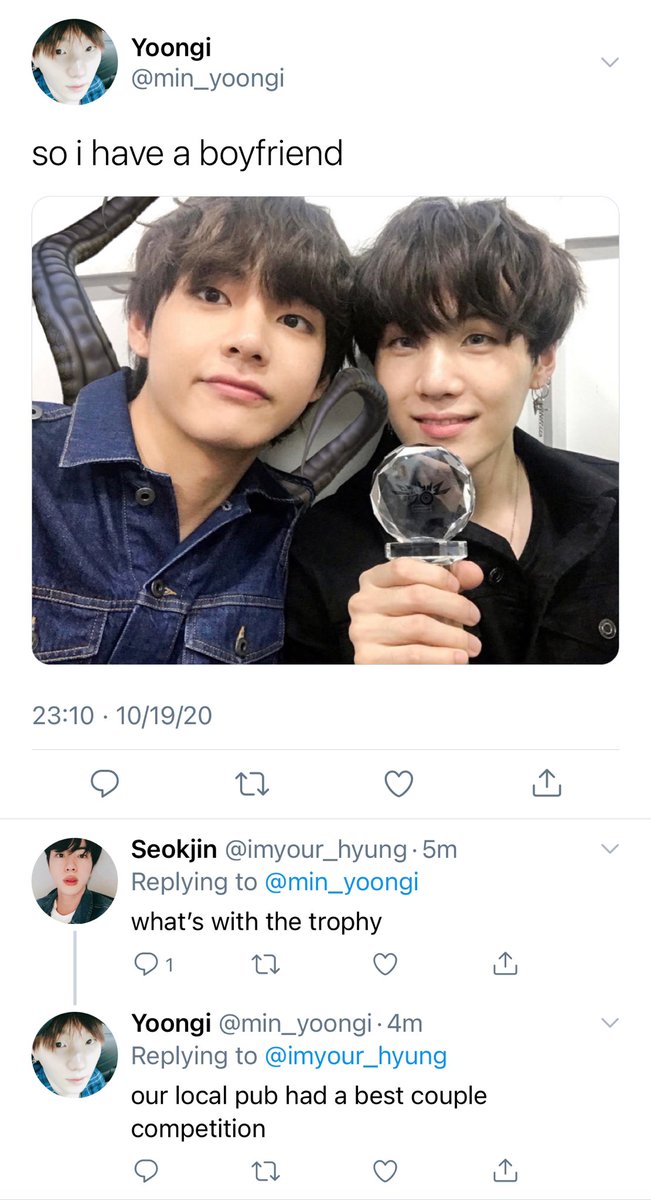 Yoongi
@min_yoongi
so i have a boyfriend
23:10 · 10/19/20
Seokjin @imyour_hyung · 5m
Replying to @min_yoongi
what’s with the trophy
1
Yoongi @min_yoongi · 4m
Replying to @imyour_hyung
our local pub had a best couple
competition